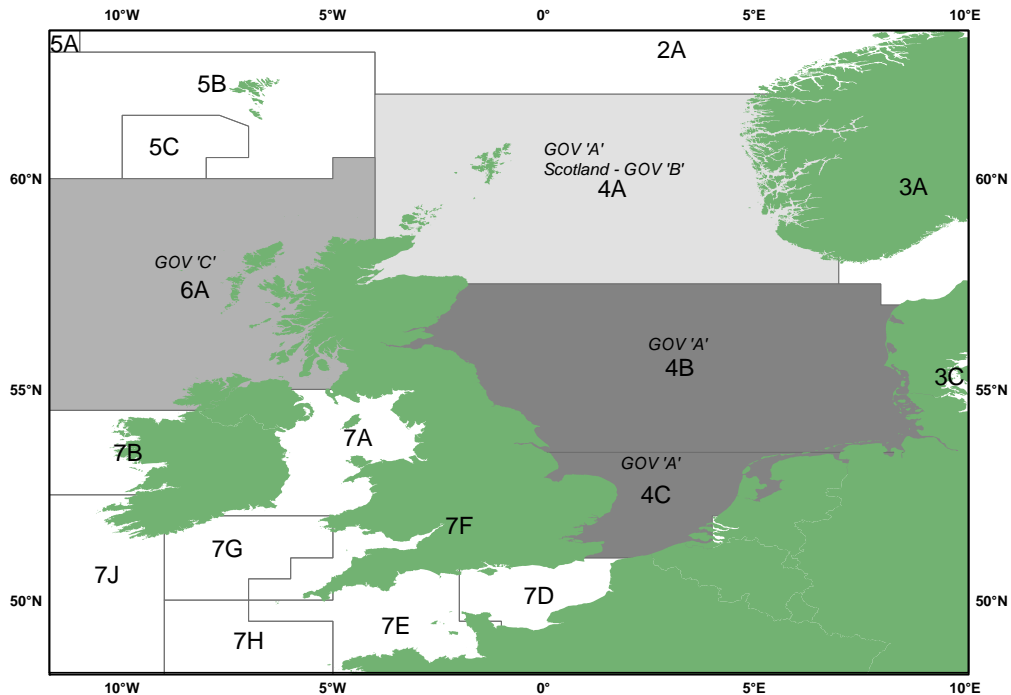 10°W 5°W 0° 5°E 10°E
5A
2A
5B
5C
GOV 'A'
Scotland - GOV 'B'
4A
60°N
60°N
3A
GOV 'C'
6A
GOV 'A'
4B
55°N
55°N
3C
7A
7B
GOV 'A'
4C
7F
7G
7J
7D
50°N
50°N
7E
7H
10°W 5°W 0° 5°E 10°E